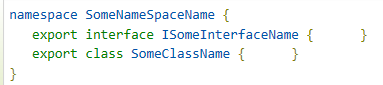 namespace SomeNameSpaceName {
export interface ISomeInterfaceName { }
export class SomeClassName { }
}